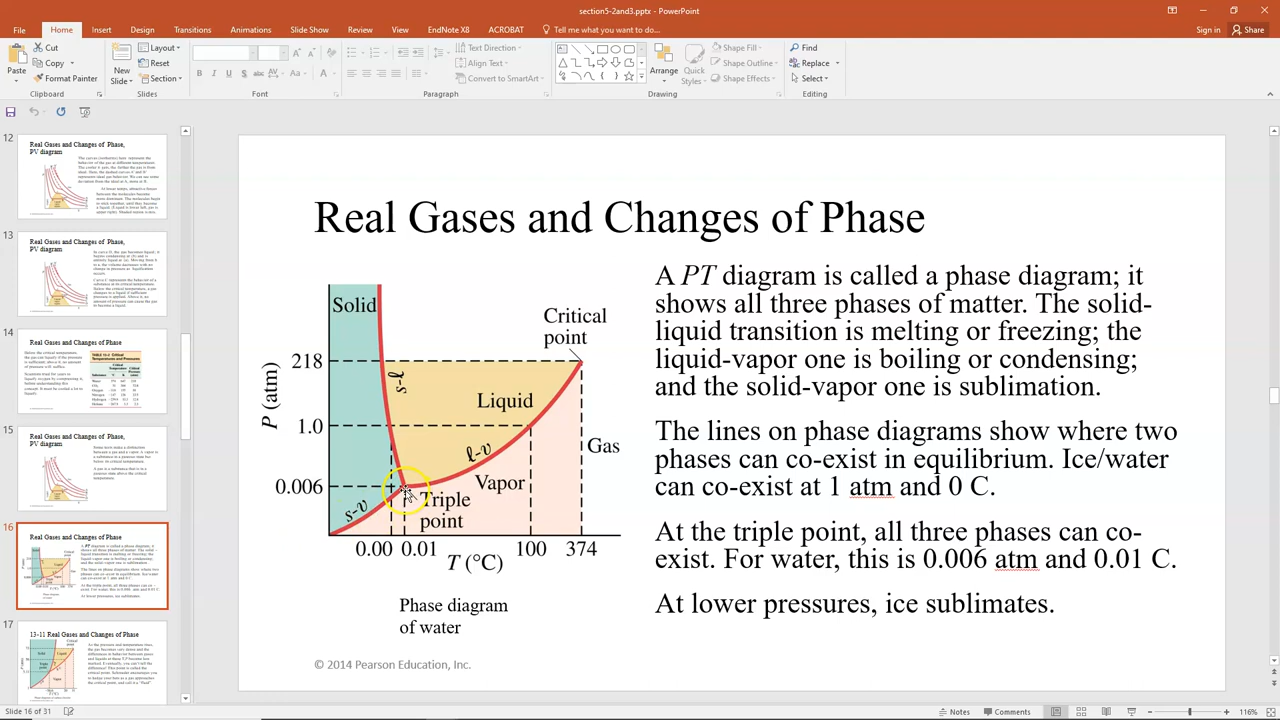 section5-2and3.pptx - PowerPoint
File Home Insert Design Transitions Animations Slide Show Review View EndNote X8 ACROBAT Tell me what you want to do... Sign in Share
Paste
Cut
Copy
Format Painter
Clipboard
New Slide
Layout
Reset
Section
Slides
B I U S abc AV Aa A
Font
Text Direction
Align Text
Convert to SmartArt
Paragraph
Arrange
Quick Styles
Shape Fill
Shape Outline
Shape Effects
Drawing
Find
Replace
Select
Editing
12
Real Gases and Changes of Phase,
PV diagram
13
Real Gases and Changes of Phase,
PV diagram
14
Real Gases and Changes of Phase
15
Real Gases and Changes of Phase,
PV diagram
16
Real Gases and Changes of Phase
17
13-11 Real Gases and Changes of Phase
Real Gases and Changes of Phase
Solid
Critical
point
218
s-ℓ
Liquid
P (atm)
1.0
Gas
ℓ-v
Vapor
0.006
s-v
Triple
point
0.00 0.01 100 374
T (°C)
Phase diagram
of water
© 2014 Pearson Education, Inc.
A PT diagram is called a phase diagram; it
shows all three phases of matter. The solid-
liquid transition is melting or freezing; the
liquid-vapor one is boiling or condensing;
and the solid-vapor one is sublimation.
The lines on phase diagrams show where two
phases can co-exist in equilibrium. Ice/water
can co-exist at 1 atm and 0 C.
At the triple point, all three phases can co-
exist. For water, this is 0.006 atm and 0.01 C.
At lower pressures, ice sublimates.
Slide 16 of 31
Notes Comments 116%